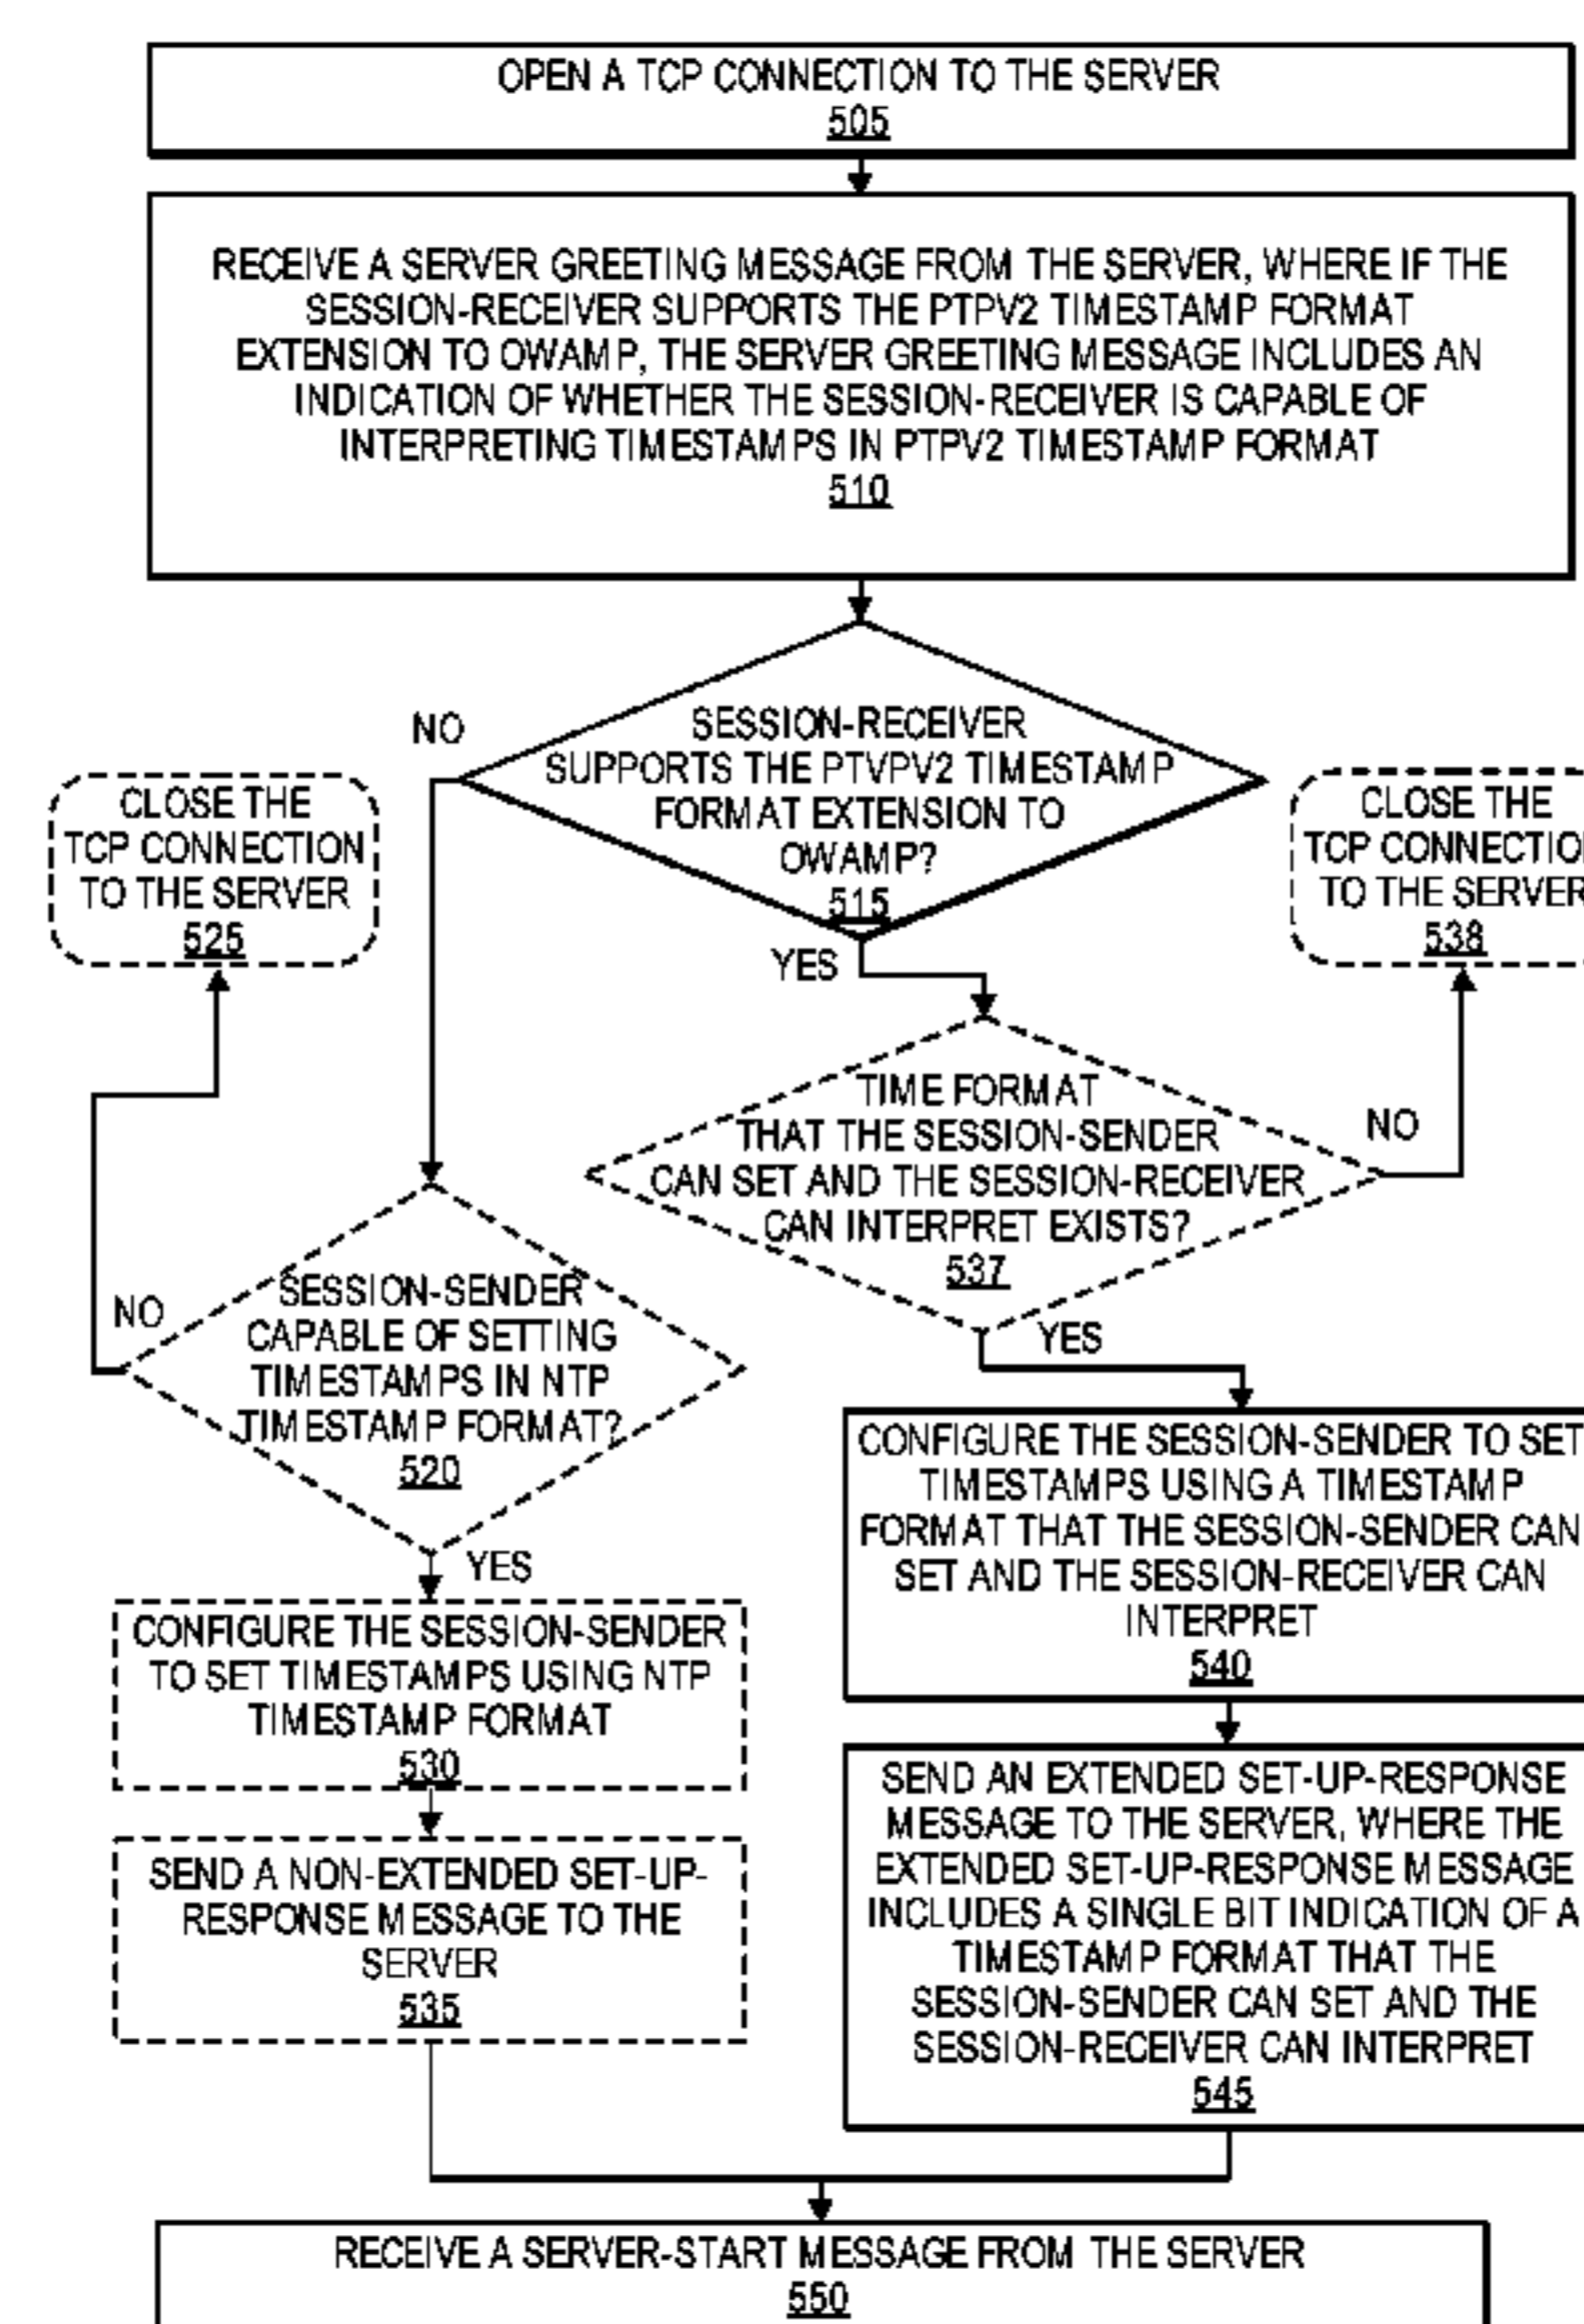 OPEN A TCP CONNECTION TO THE SERVER
505
RECEIVE A SERVER GREETING MESSAGE FROM THE SERVER, WHERE IF THE
SESSION-RECEIVER SUPPORTS THE PTPV2 TIMESTAMP FORMAT
EXTENSION TO OWAMP, THE SERVER GREETING MESSAGE INCLUDES AN
INDICATION OF WHETHER THE SESSION-RECEIVER IS CAPABLE OF
INTERPRETING TIMESTAMPS IN PTPV2 TIMESTAMP FORMAT
510
NO
SESSION-RECEIVER
SUPPORTS THE PTVPV2 TIMESTAMP
FORMAT EXTENSION TO
OWAMP?
515
YES
CLOSE THE
TCP CONNECTION
TO THE SERVER
525
CLOSE THE
TCP CONNECTIO
TO THE SERVER
538
TIME FORMAT
THAT THE SESSION-SENDER
CAN SET AND THE SESSION-RECEIVER
CAN INTERPRET EXISTS?
537
NO
YES
NO
SESSION-SENDER
CAPABLE OF SETTING
TIMESTAMPS IN NTP
TIMESTAMP FORMAT?
520
YES
CONFIGURE THE SESSION-SENDER
TO SET TIMESTAMPS USING NTP
TIMESTAMP FORMAT
530
SEND A NON-EXTENDED SET-UP-
RESPONSE MESSAGE TO THE
SERVER
535
CONFIGURE THE SESSION-SENDER TO SET
TIMESTAMPS USING A TIMESTAMP
FORMAT THAT THE SESSION-SENDER CAN
SET AND THE SESSION-RECEIVER CAN
INTERPRET
540
SEND AN EXTENDED SET-UP-RESPONSE
MESSAGE TO THE SERVER, WHERE THE
EXTENDED SET-UP-RESPONSE MESSAGE
INCLUDES A SINGLE BIT INDICATION OF A
TIMESTAMP FORMAT THAT THE
SESSION-SENDER CAN SET AND THE
SESSION-RECEIVER CAN INTERPRET
545
RECEIVE A SERVER-START MESSAGE FROM THE SERVER
550